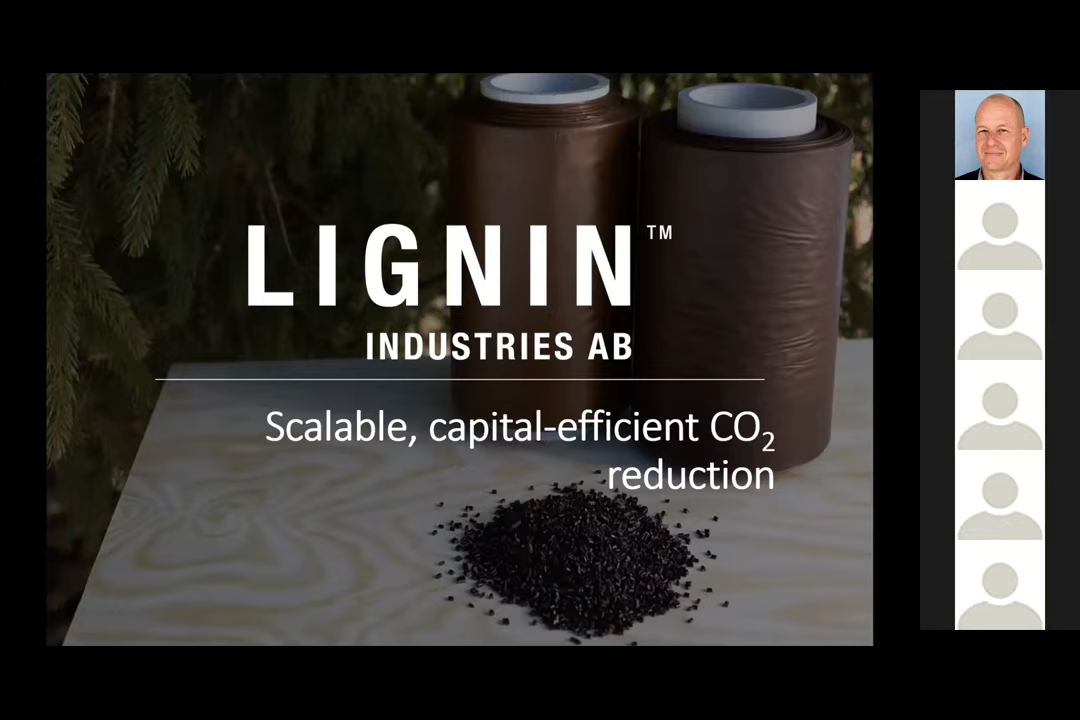 LIGNIN™
INDUSTRIES AB
Scalable, capital-efficient CO₂
reduction